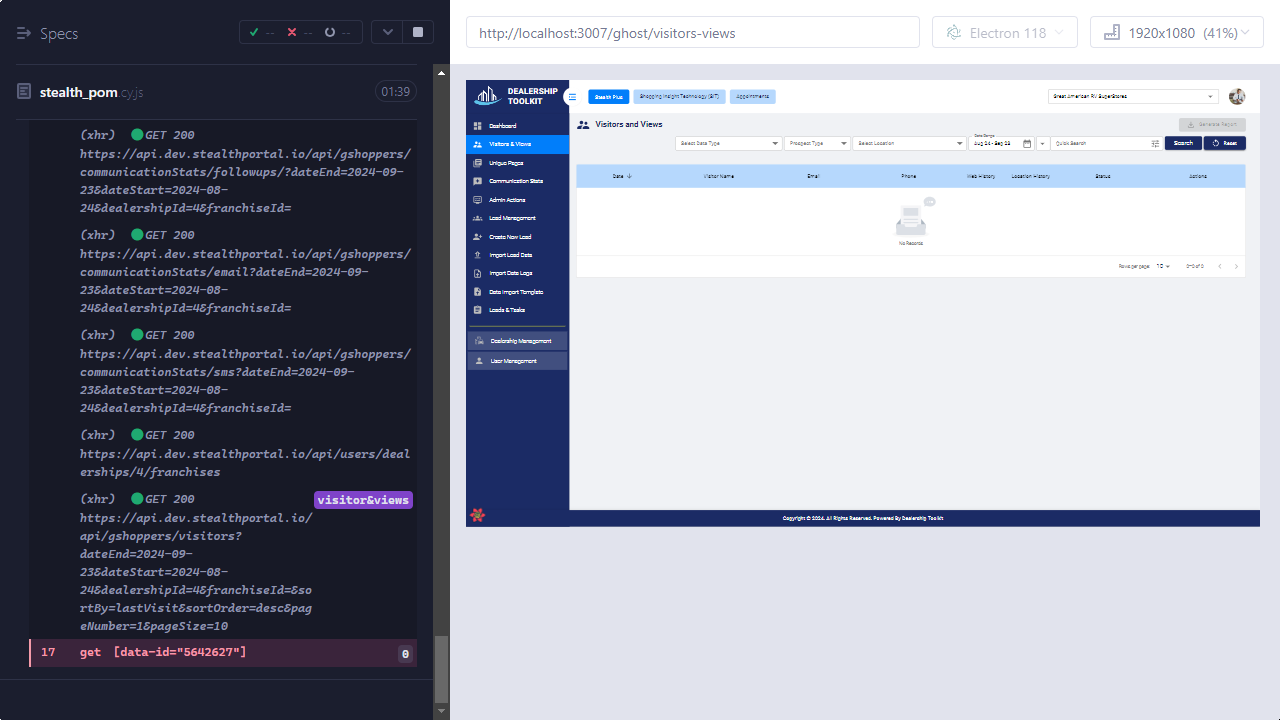 Specs
-- -- --
stealth_pom.cy.js
01:39
(xhr) GET 200
https://api.dev.stealthportal.io/api/gshoppers/
communicationStats/followups/?dateEnd=2024-09-
23&dateStart=2024-08-
24&dealershipId=4&franchiseId=
(xhr) GET 200
https://api.dev.stealthportal.io/api/gshoppers/
communicationStats/email?dateEnd=2024-09-
23&dateStart=2024-08-
24&dealershipId=4&franchiseId=
(xhr) GET 200
https://api.dev.stealthportal.io/api/gshoppers/
communicationStats/sms?dateEnd=2024-09-
23&dateStart=2024-08-
24&dealershipId=4&franchiseId=
(xhr) GET 200
https://api.dev.stealthportal.io/api/users/deal
erships/4/franchises
(xhr) GET 200 visitor&views
https://api.dev.stealthportal.io/
api/gshoppers/visitors?
dateEnd=2024-09-
23&dateStart=2024-08-
24&dealershipId=4&franchiseId=&so
rtBy=lastVisit&sortOrder=desc&pag
eNumber=1&pageSize=10
17 get [data-id="5642627"] 0
http://localhost:3007/ghost/visitors-views
Electron 118
1920x1080 (41%)
DEALERSHIP
TOOLKIT
Stealth Plus
Shopping Insight Technology (SIT)
Appointments
Great American RV SuperStores
Dashboard
Visitors & Views
Unique Pages
Communication Stats
Admin Actions
Lead Management
Create New Lead
Import Lead Data
Import Data Logs
Data Import Template
Leads & Tasks
Dealership Management
User Management
Visitors and Views
Generate Report
Select Data Type
Prospect Type
Select Location
Date Range
Aug 24 - Sep 23
Quick Search
Search
Reset
Date Visitor Name Email Phone Web History Location History Status Actions
No Records
Rows per page: 10 0-0 of 0
Copyright © 2024. All Rights Reserved. Powered By Dealership Toolkit